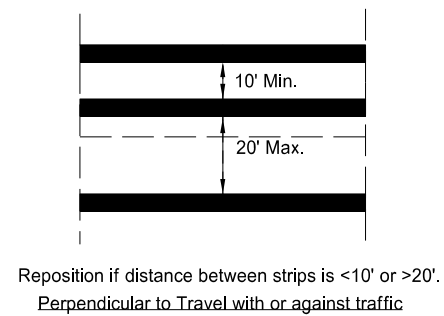 10' Min.
20' Max.
Reposition if distance between strips is <10' or >20'.
Perpendicular to Travel with or against traffic